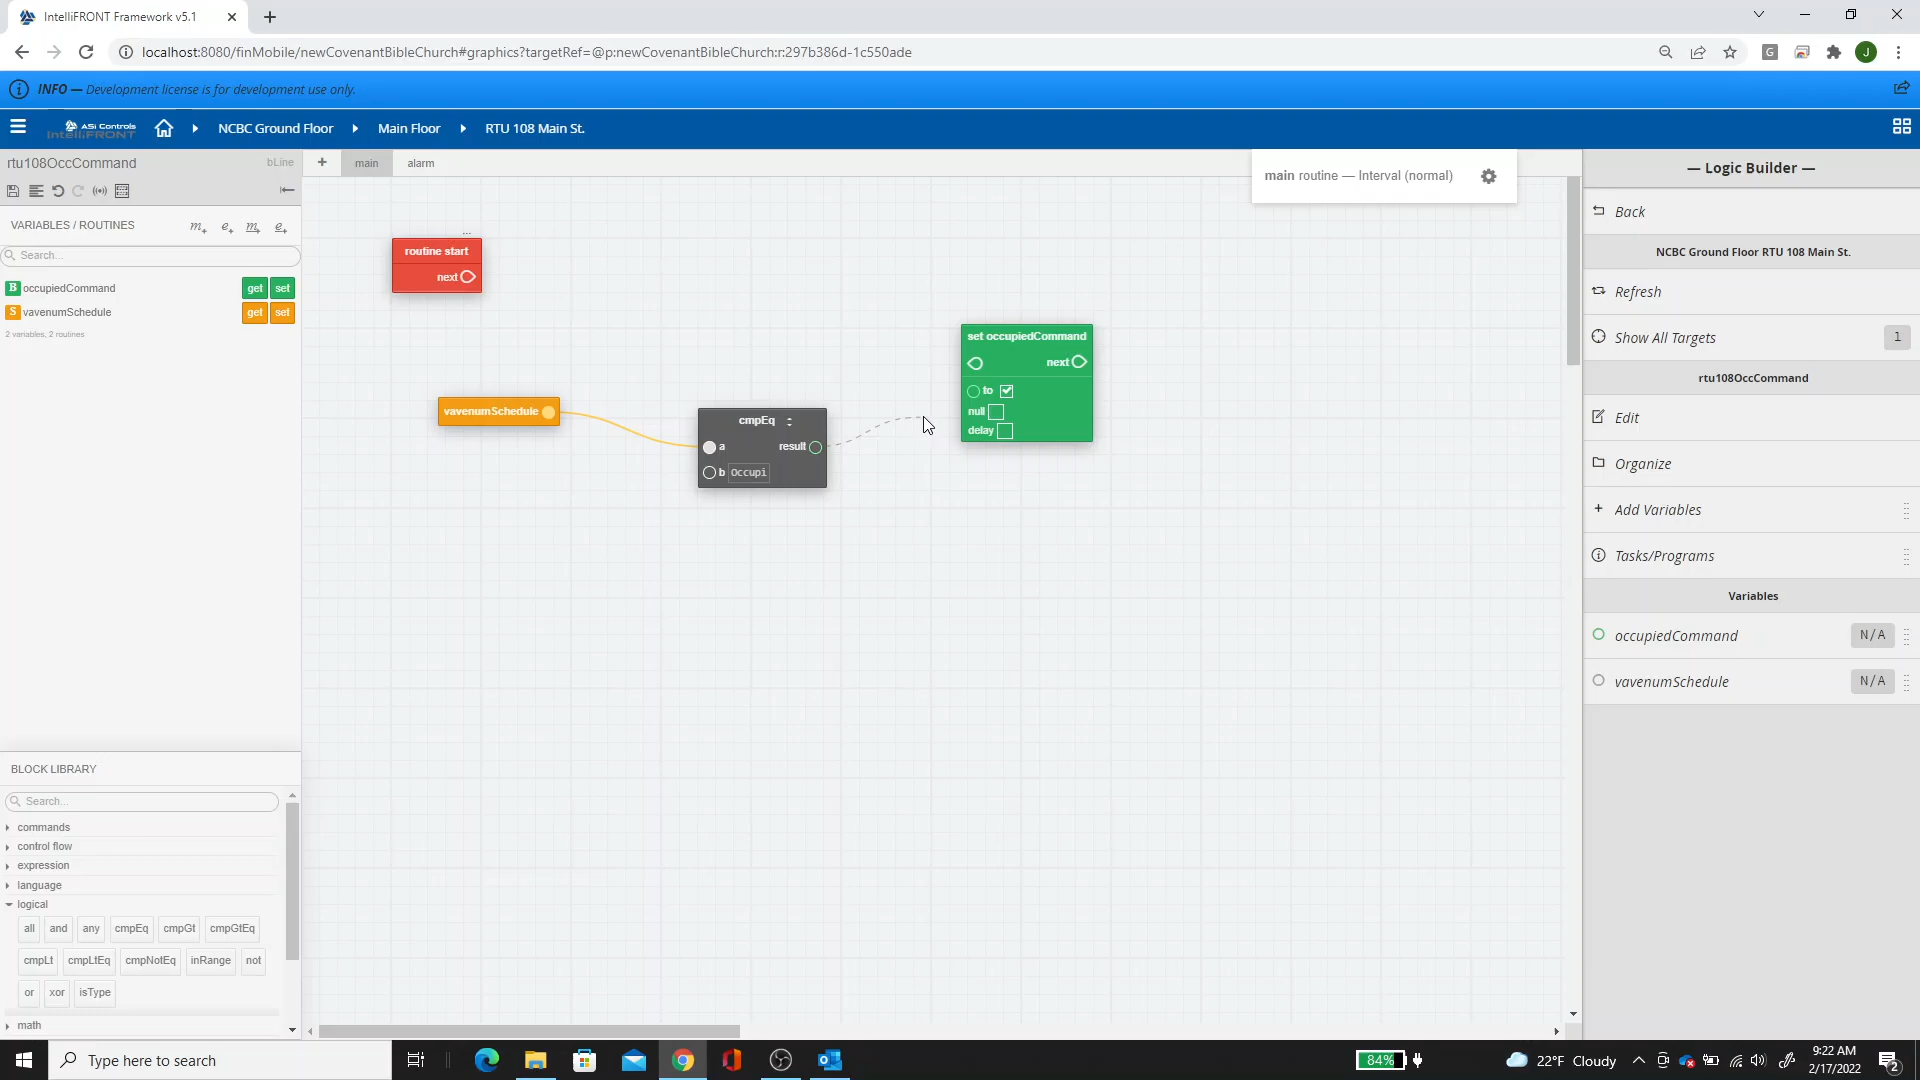 IntelliFRONT Framework v5.1
localhost:8080/finMobile/newCovenantBibleChurch#graphics?targetRef=@p:newCovenantBibleChurch:r:297b386d-1c550ade
G
J
INFO — Development license is for development use only.
ASI Controls
IntelliFRONT
NCBC Ground Floor
Main Floor
RTU 108 Main St.
rtu108OccCommand
bLine
+
main
alarm
main routine — Interval (normal)
— Logic Builder —
VARIABLES / ROUTINES
m+ e+ m+ e+
Search...
B occupiedCommand get set
S vavenumSchedule get set
2 variables, 2 routines
...
routine start
next
vavenumSchedule
cmpEq
a result
b Occupi
set occupiedCommand
next
to
null
delay
Back
NCBC Ground Floor RTU 108 Main St.
Refresh
Show All Targets 1
rtu108OccCommand
Edit
Organize
+ Add Variables
Tasks/Programs
Variables
occupiedCommand N/A
vavenumSchedule N/A
BLOCK LIBRARY
Search...
commands
control flow
expression
language
logical
all and any cmpEq cmpGt cmpGtEq
cmpLt cmpLtEq cmpNotEq inRange not
or xor isType
math
Type here to search
84%
22°F Cloudy
9:22 AM
2/17/2022
2